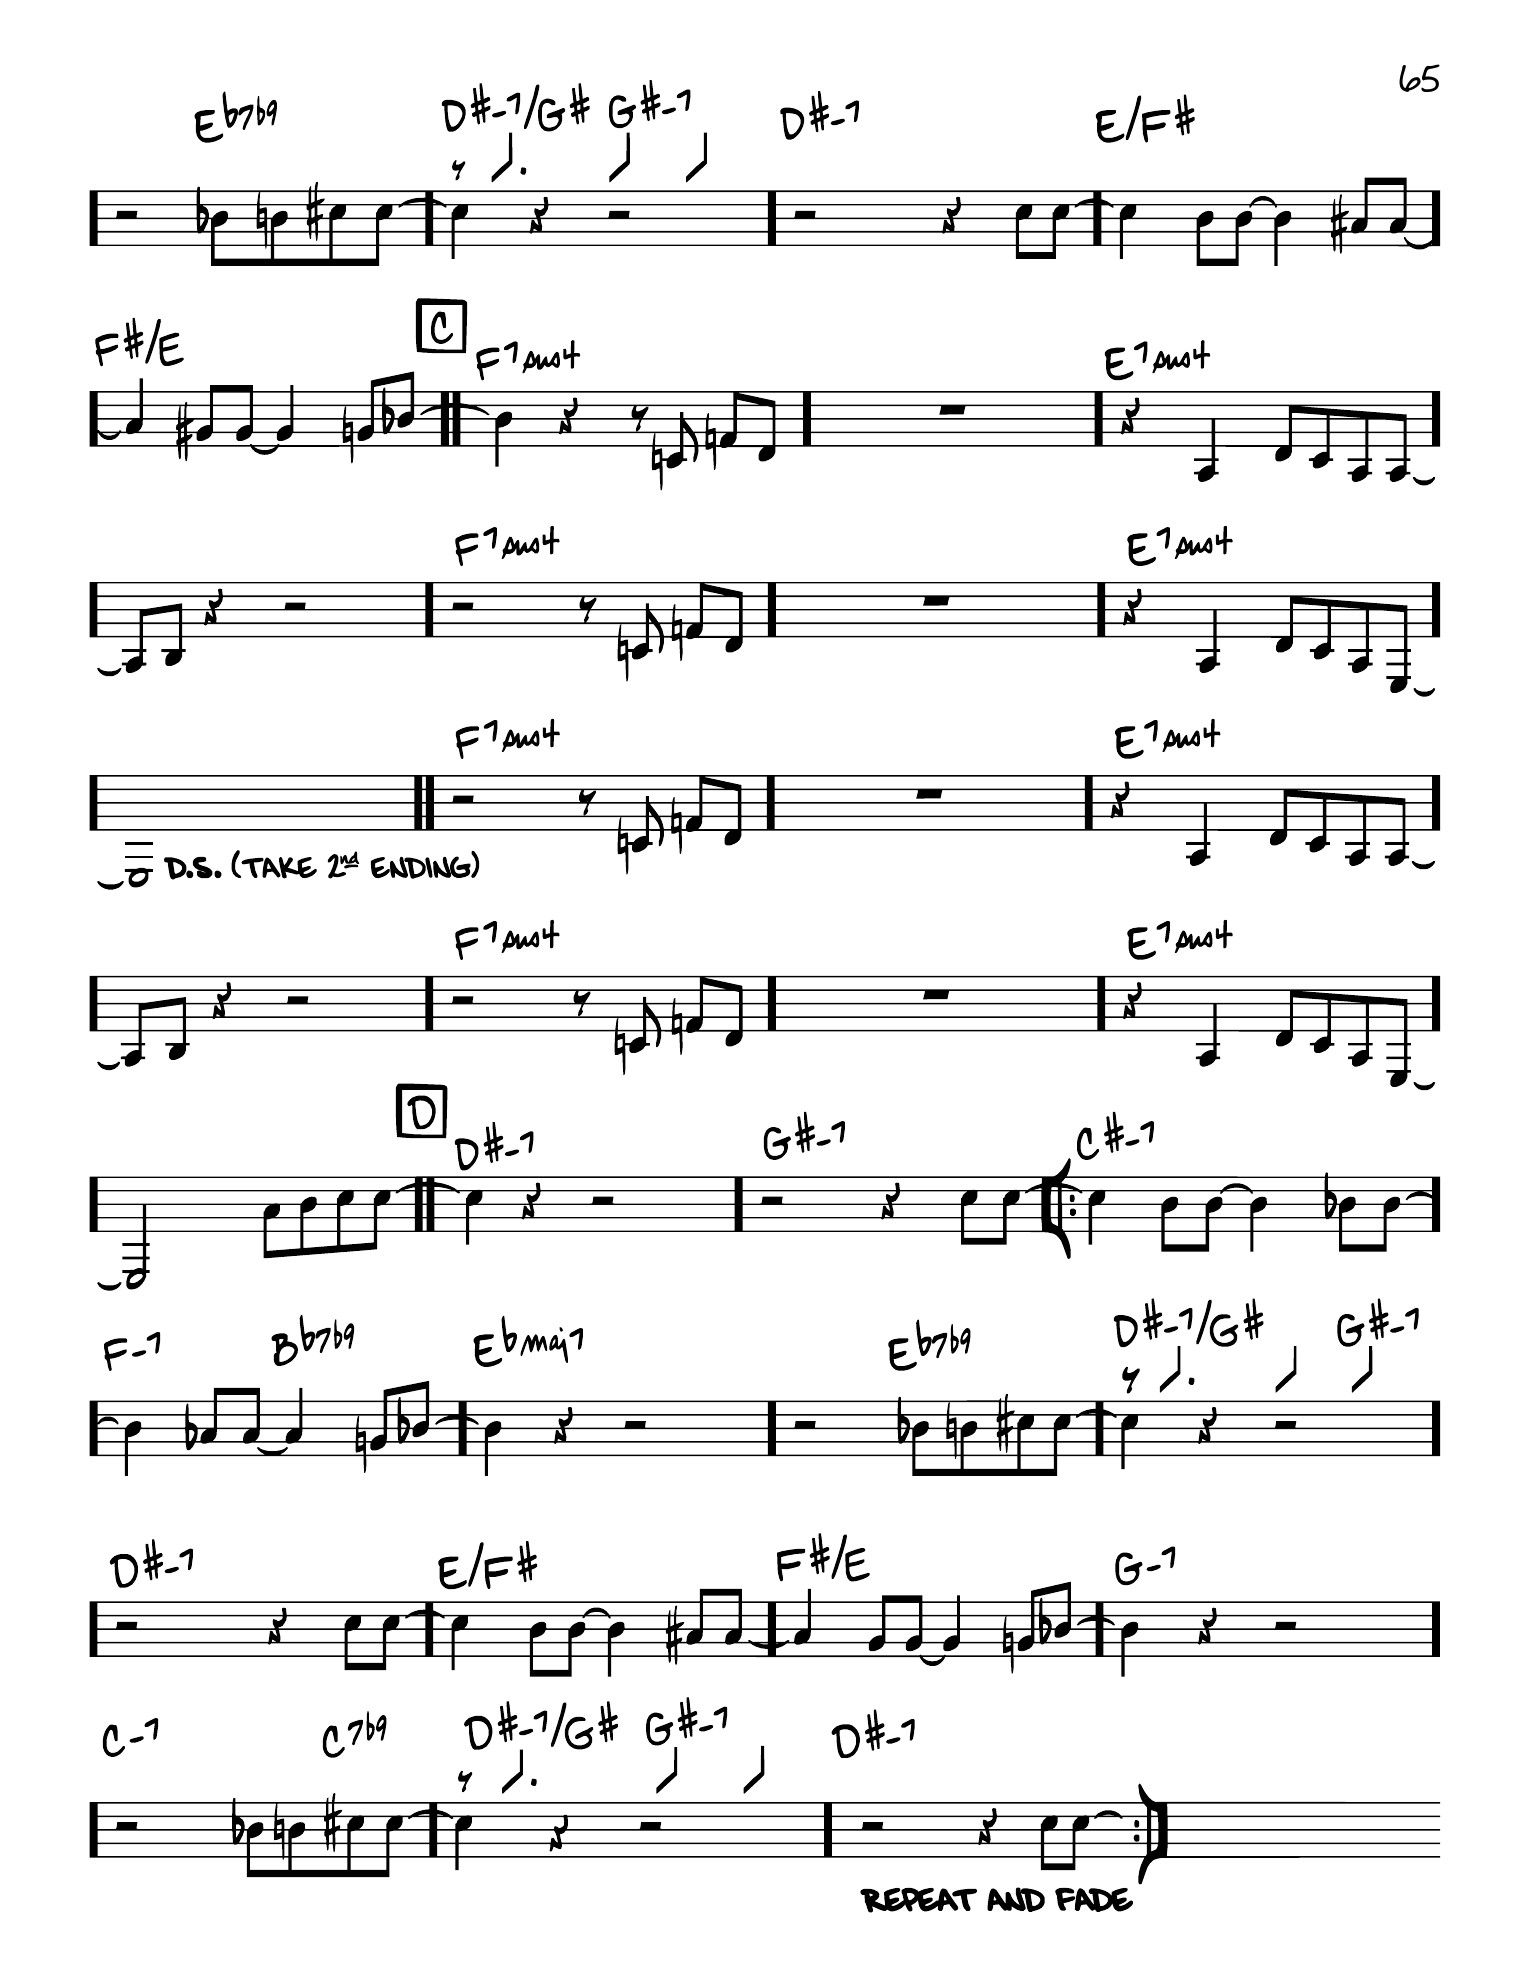 65
Eb7b9 D#-7/G# G#-7 D#-7 E/F#
F#/E C F7sus4 E7sus4
F7sus4 E7sus4
F7sus4 E7sus4
D.S. (TAKE 2nd ENDING)
F7sus4 E7sus4
D D#-7 G#-7 C#-7
F-7 Bb7b9 Ebmaj7 Eb7b9 D#-7/G# G#-7
D#-7 E/F# F#/E G-7
C-7 C7b9 D#-7/G# G#-7 D#-7
REPEAT AND FADE